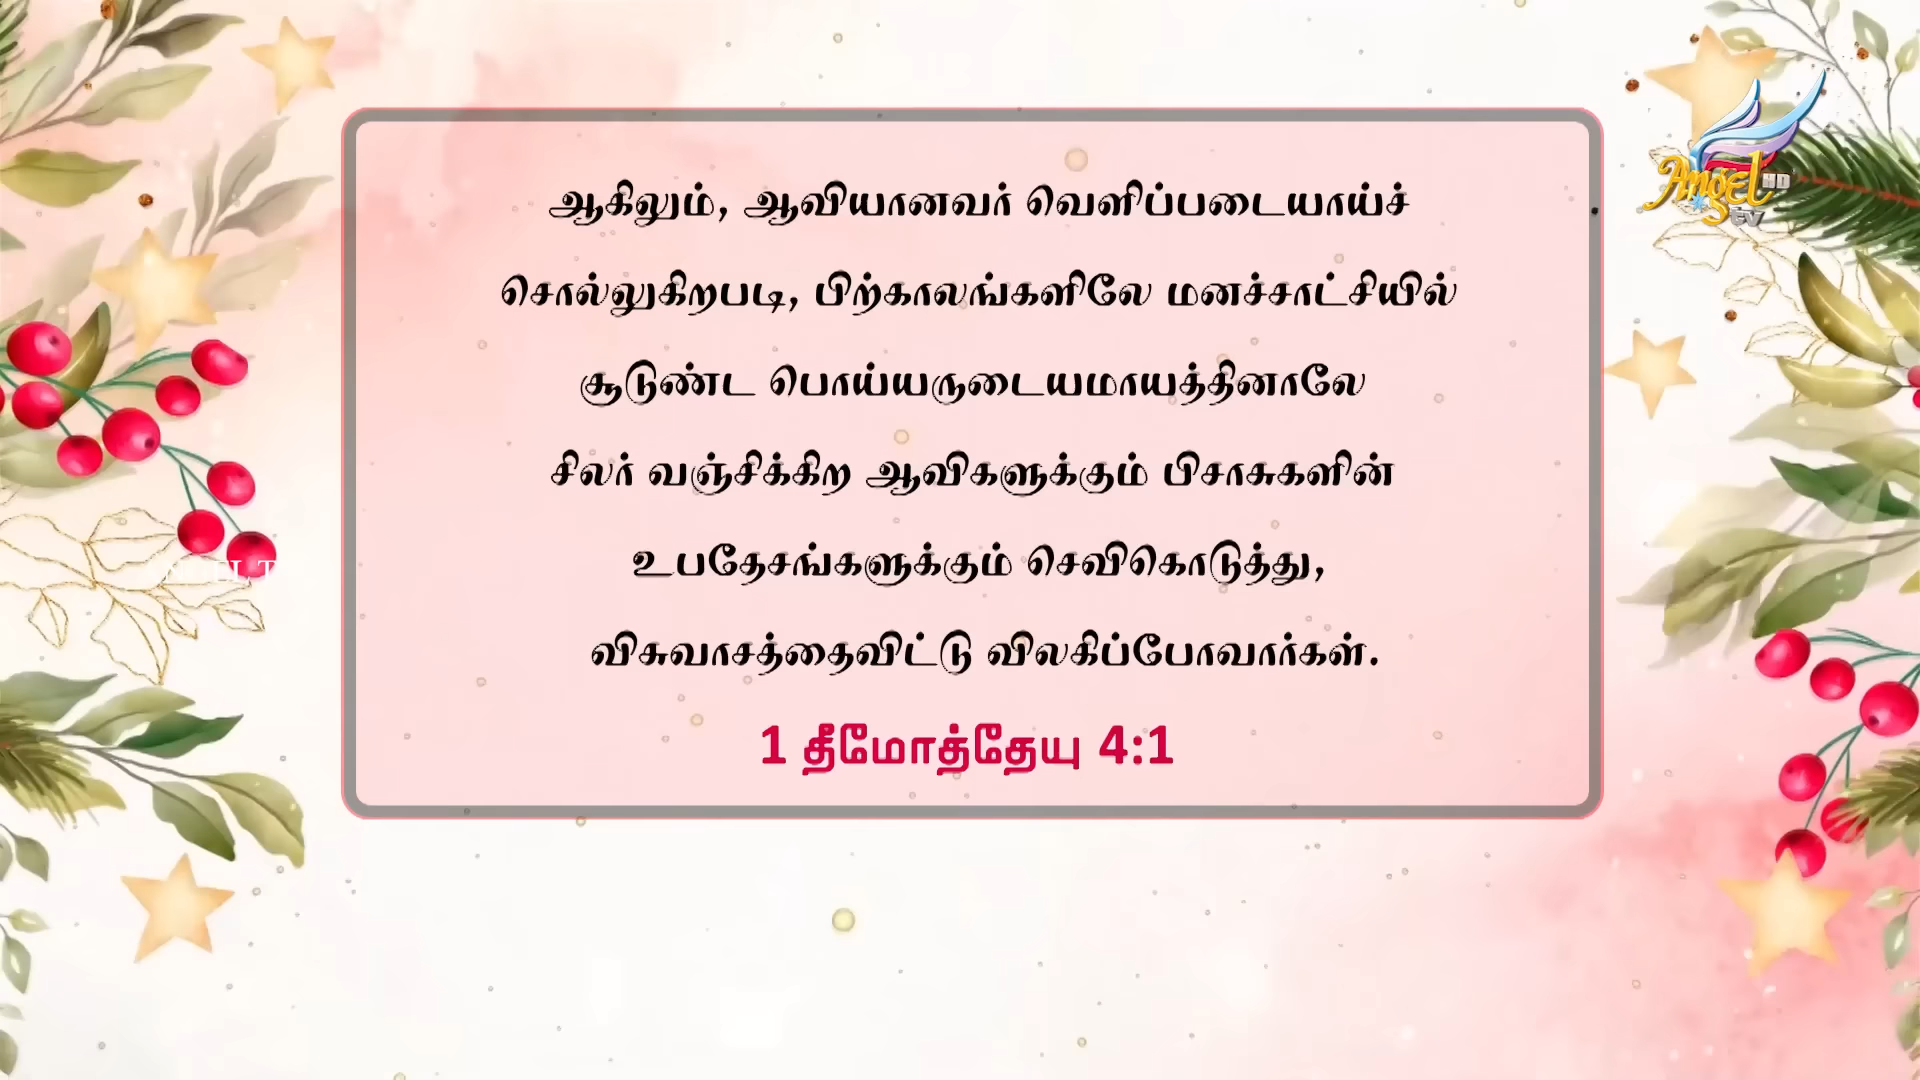 ஆகிலும், ஆவியானவர் வெளிப்படையாய்ச்
சொல்லுகிறபடி, பிற்காலங்களிலே மனச்சாட்சியில்
சூடுண்ட பொய்யருடையமாயத்தினாலே
சிலர் வஞ்சிக்கிற ஆவிகளுக்கும் பிசாசுகளின்
உபதேசங்களுக்கும் செவிகொடுத்து,
விசுவாசத்தைவிட்டு விலகிப்போவார்கள்.
1 தீமோத்தேயு 4:1
Angel HD
tv